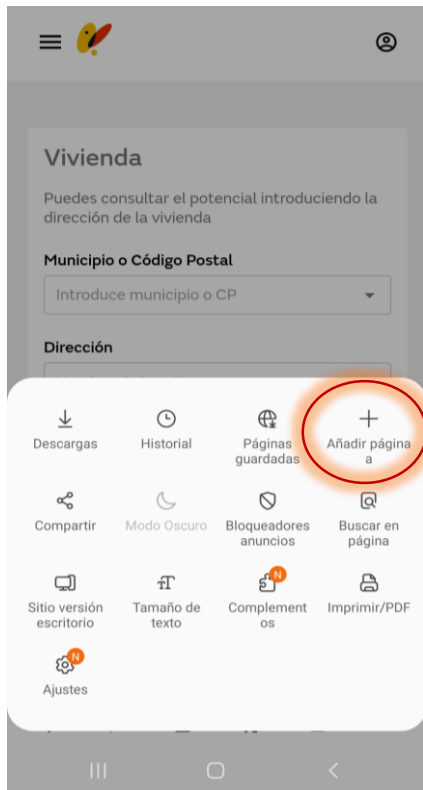 Vivienda
Puedes consultar el potencial introduciendo la
dirección de la vivienda
Municipio o Código Postal
Introduce municipio o CP
Dirección
Descargas
Historial
Páginas
guardadas
Añadir página
a
Compartir
Modo Oscuro
Bloqueadores
anuncios
Buscar en
página
Sitio versión
escritorio
Tamaño de
texto
N
Complement
os
Imprimir/PDF
N
Ajustes